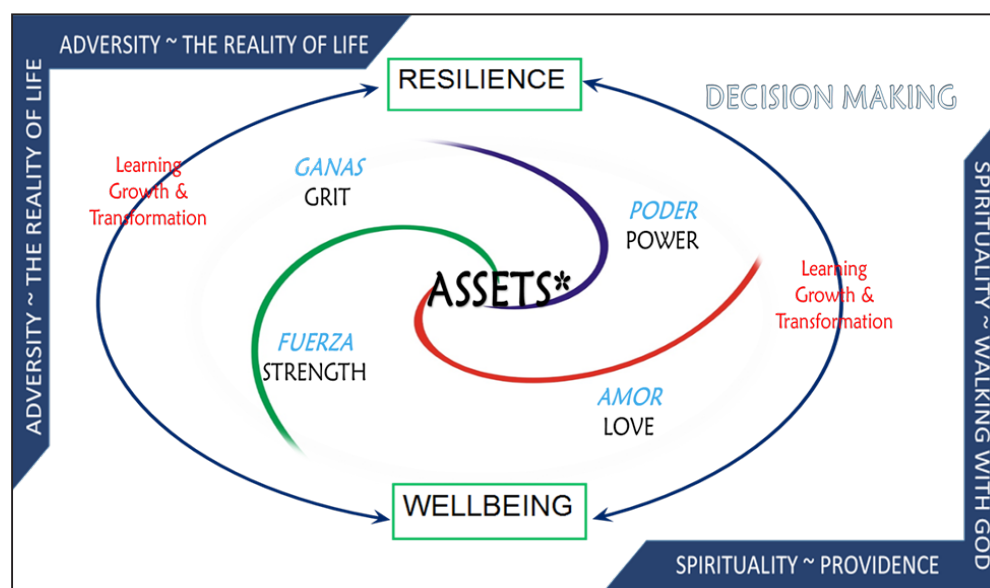 ADVERSITY ~ THE REALITY OF LIFE
ADVERSITY ~ THE REALITY OF LIFE
RESILIENCE
DECISION MAKING
Learning
Growth &
Transformation
GANAS
GRIT
PODER
POWER
ASSETS*
FUERZA
STRENGTH
AMOR
LOVE
Learning
Growth &
Transformation
WELLBEING
SPIRITUALITY ~ WALKING WITH GOD
SPIRITUALITY ~ PROVIDENCE